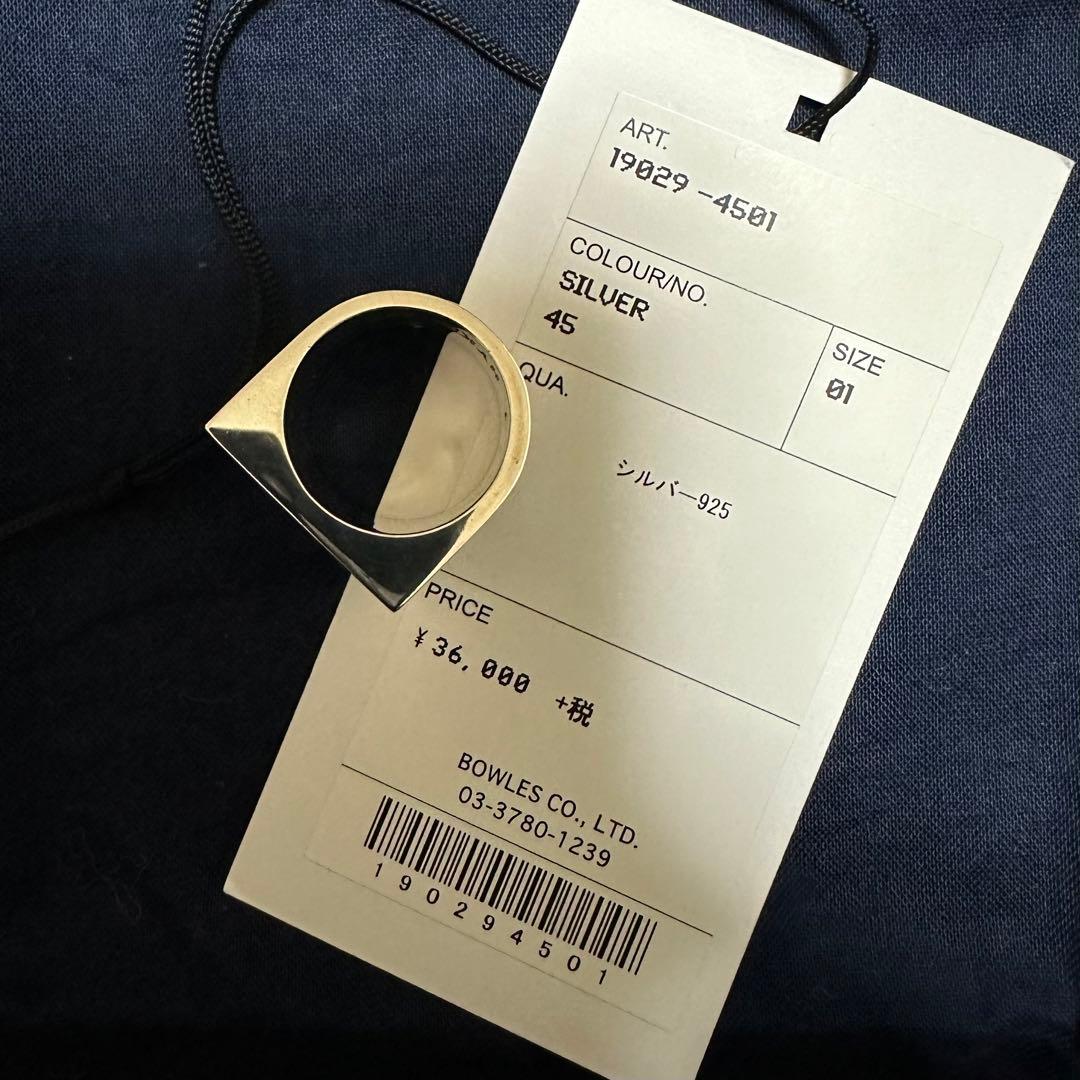 ART.
19029 -4501
COLOUR/NO.
SILVER
45
SIZE
01
QUA.
シルバー925
PRICE
¥36,000 +税
BOWLES CO., LTD.
03-3780-1239
190294501